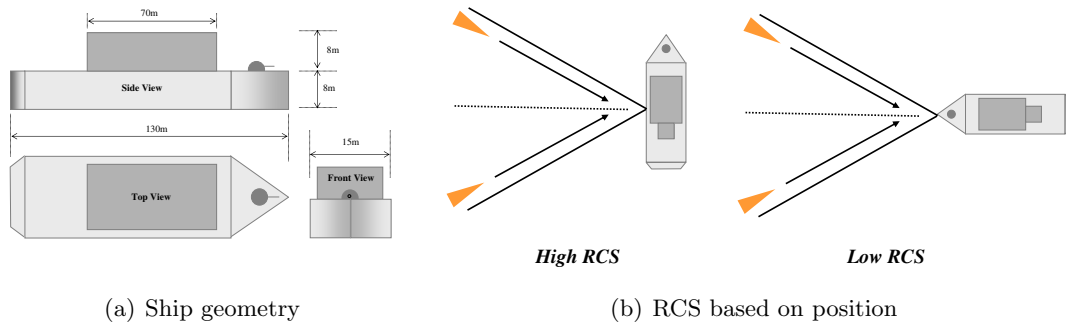 70m
8m
8m
Side View
130m
15m
Top View
Front View
(a) Ship geometry
High RCS
Low RCS
(b) RCS based on position